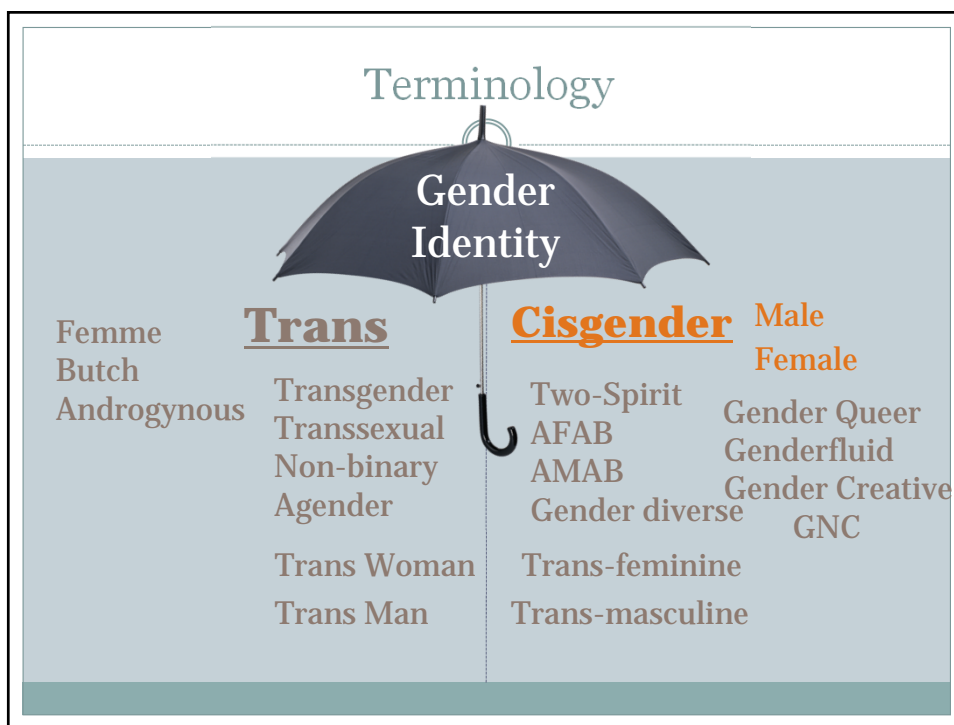 Terminology
Gender
Identity
Femme
Butch
Androgynous
Trans
Transgender
Transsexual
Non-binary
Agender
Trans Woman
Trans Man
Cisgender
Two-Spirit
AFAB
AMAB
Gender diverse
Trans-feminine
Trans-masculine
Male
Female
Gender Queer
Genderfluid
Gender Creative
GNC